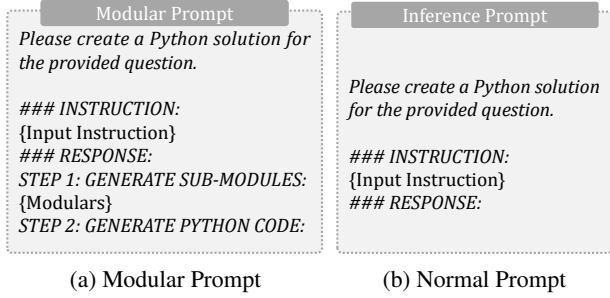 Modular Prompt
Please create a Python solution for
the provided question.
### INSTRUCTION:
{Input Instruction}
### RESPONSE:
STEP 1: GENERATE SUB-MODULES:
{Modulars}
STEP 2: GENERATE PYTHON CODE:
(a) Modular Prompt
Inference Prompt
Please create a Python solution
for the provided question.
### INSTRUCTION:
{Input Instruction}
### RESPONSE:
(b) Normal Prompt